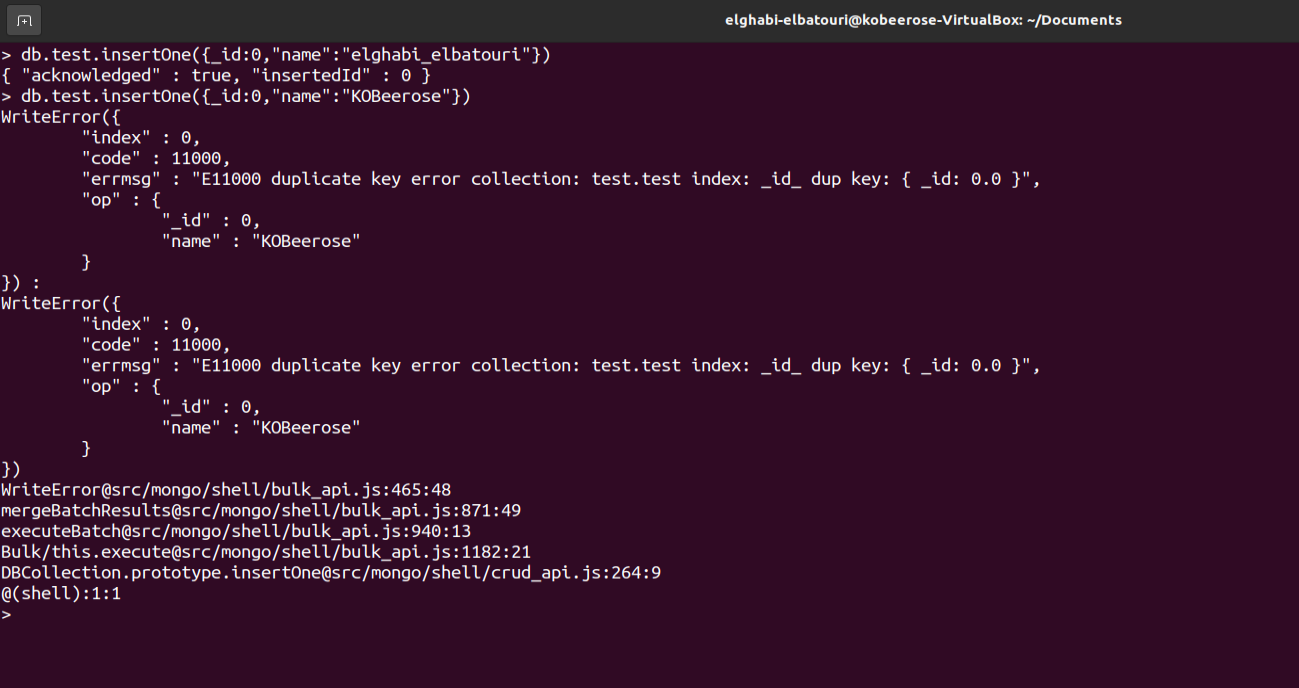 elghabi-elbatouri@kobeerose-VirtualBox: ~/Documents
> db.test.insertOne({_id:0,"name":"elghabi_elbatouri"})
{ "acknowledged" : true, "insertedId" : 0 }
> db.test.insertOne({_id:0,"name":"KOBeerose"})
WriteError({
	"index" : 0,
	"code" : 11000,
	"errmsg" : "E11000 duplicate key error collection: test.test index: _id_ dup key: { _id: 0.0 }",
	"op" : {
		"_id" : 0,
		"name" : "KOBeerose"
	}
}) :
WriteError({
	"index" : 0,
	"code" : 11000,
	"errmsg" : "E11000 duplicate key error collection: test.test index: _id_ dup key: { _id: 0.0 }",
	"op" : {
		"_id" : 0,
		"name" : "KOBeerose"
	}
})
WriteError@src/mongo/shell/bulk_api.js:465:48
mergeBatchResults@src/mongo/shell/bulk_api.js:871:49
executeBatch@src/mongo/shell/bulk_api.js:940:13
Bulk/this.execute@src/mongo/shell/bulk_api.js:1182:21
DBCollection.prototype.insertOne@src/mongo/shell/crud_api.js:264:9
@(shell):1:1
>